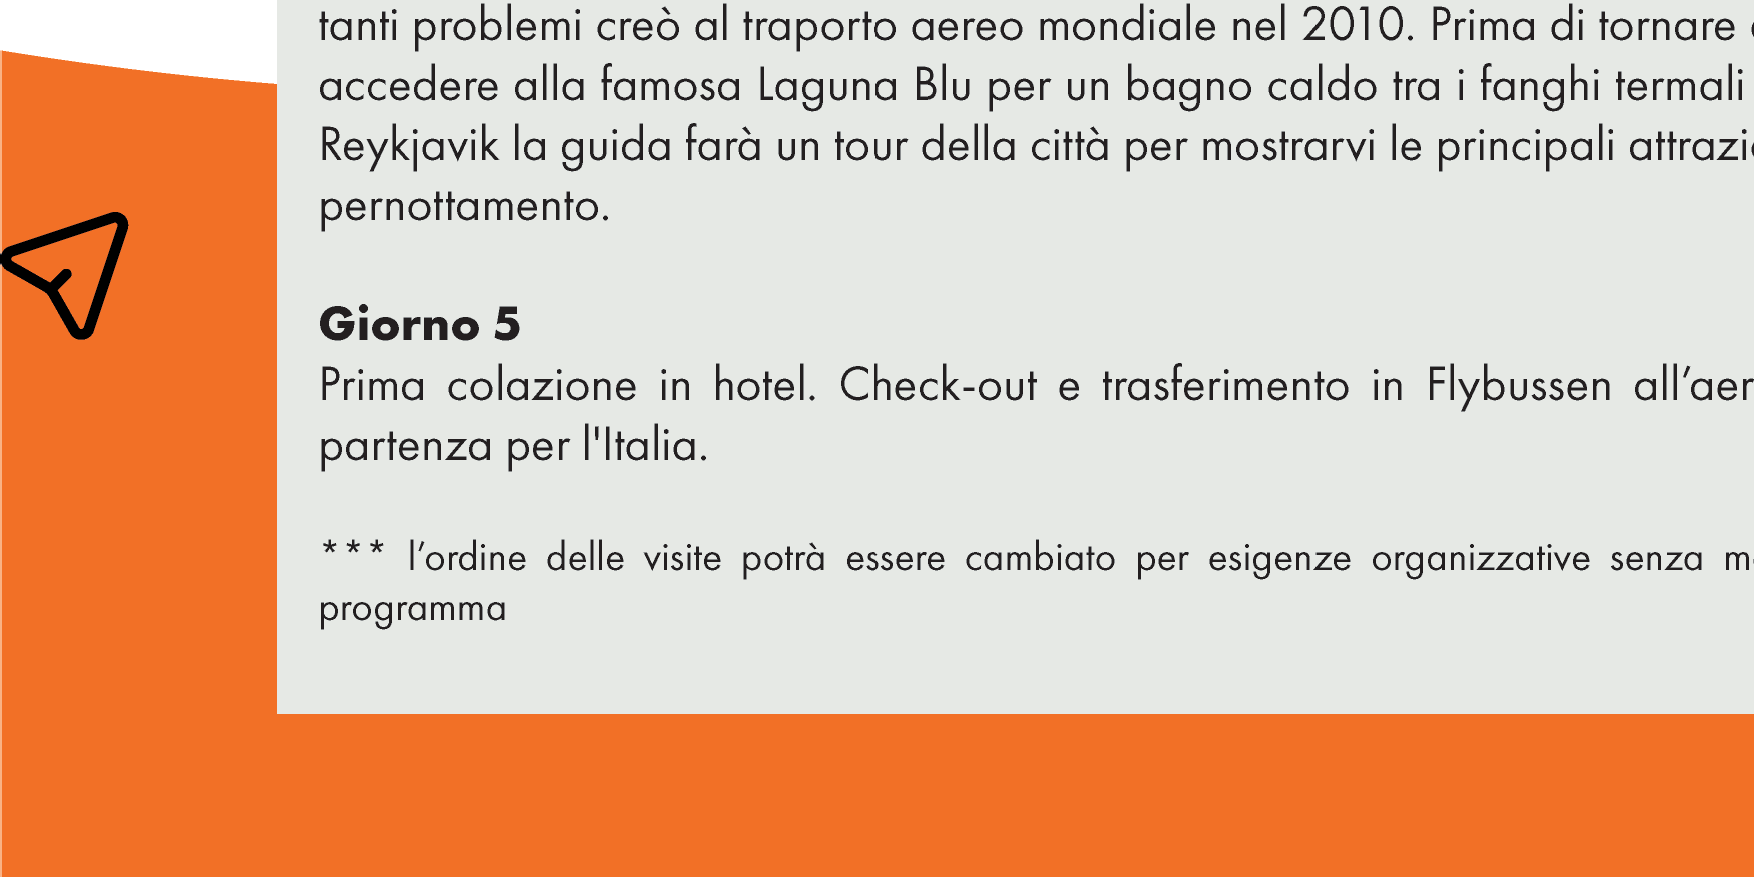 tanti problemi creò al traporto aereo mondiale nel 2010. Prima di tornare
accedere alla famosa Laguna Blu per un bagno caldo tra i fanghi termali
Reykjavik la guida farà un tour della città per mostrarvi le principali
pernottamento.
Giorno 5
Prima colazione in hotel. Check-out e trasferimento in Flybussen
partenza per l'Italia.
*** l’ordine delle visite potrà essere cambiato per esigenze organizzative senza
programma